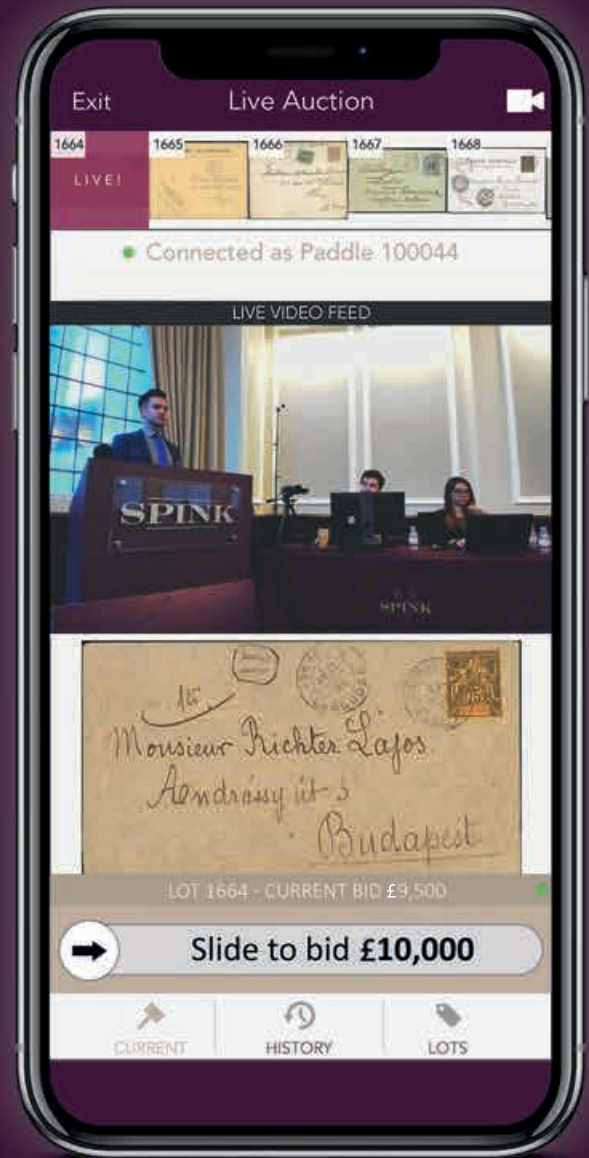 Exit Live Auction
1664 1665 1666 1667 1668
LIVE!
Connected as Paddle 100044
LIVE VIDEO FEED
SPINK
SPINK
Monsieur Richter Lajos
Aendrássy út 3
Budapest
LOT 1664 - CURRENT BID £9,500
Slide to bid £10,000
CURRENT HISTORY LOTS